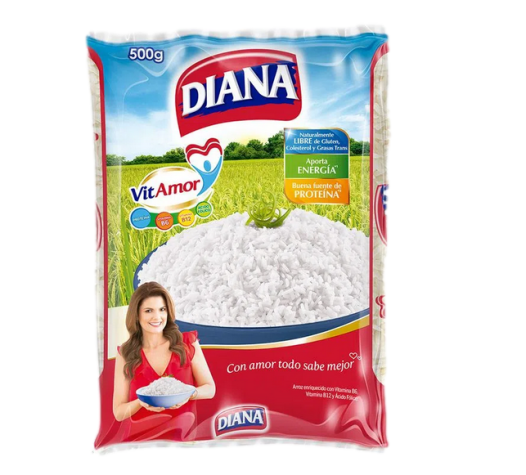 500g
DIANA
Naturalmente
LIBRE de Gluten,
Colesterol y Grasas Trans
Aporta
ENERGÍA
Buena fuente de
PROTEÍNA
VitAmor
B6
B12
Con amor todo sabe mejor
Arroz enriquecido con Vitamina B6,
Vitamina B12 y Ácido Fólico
DIANA